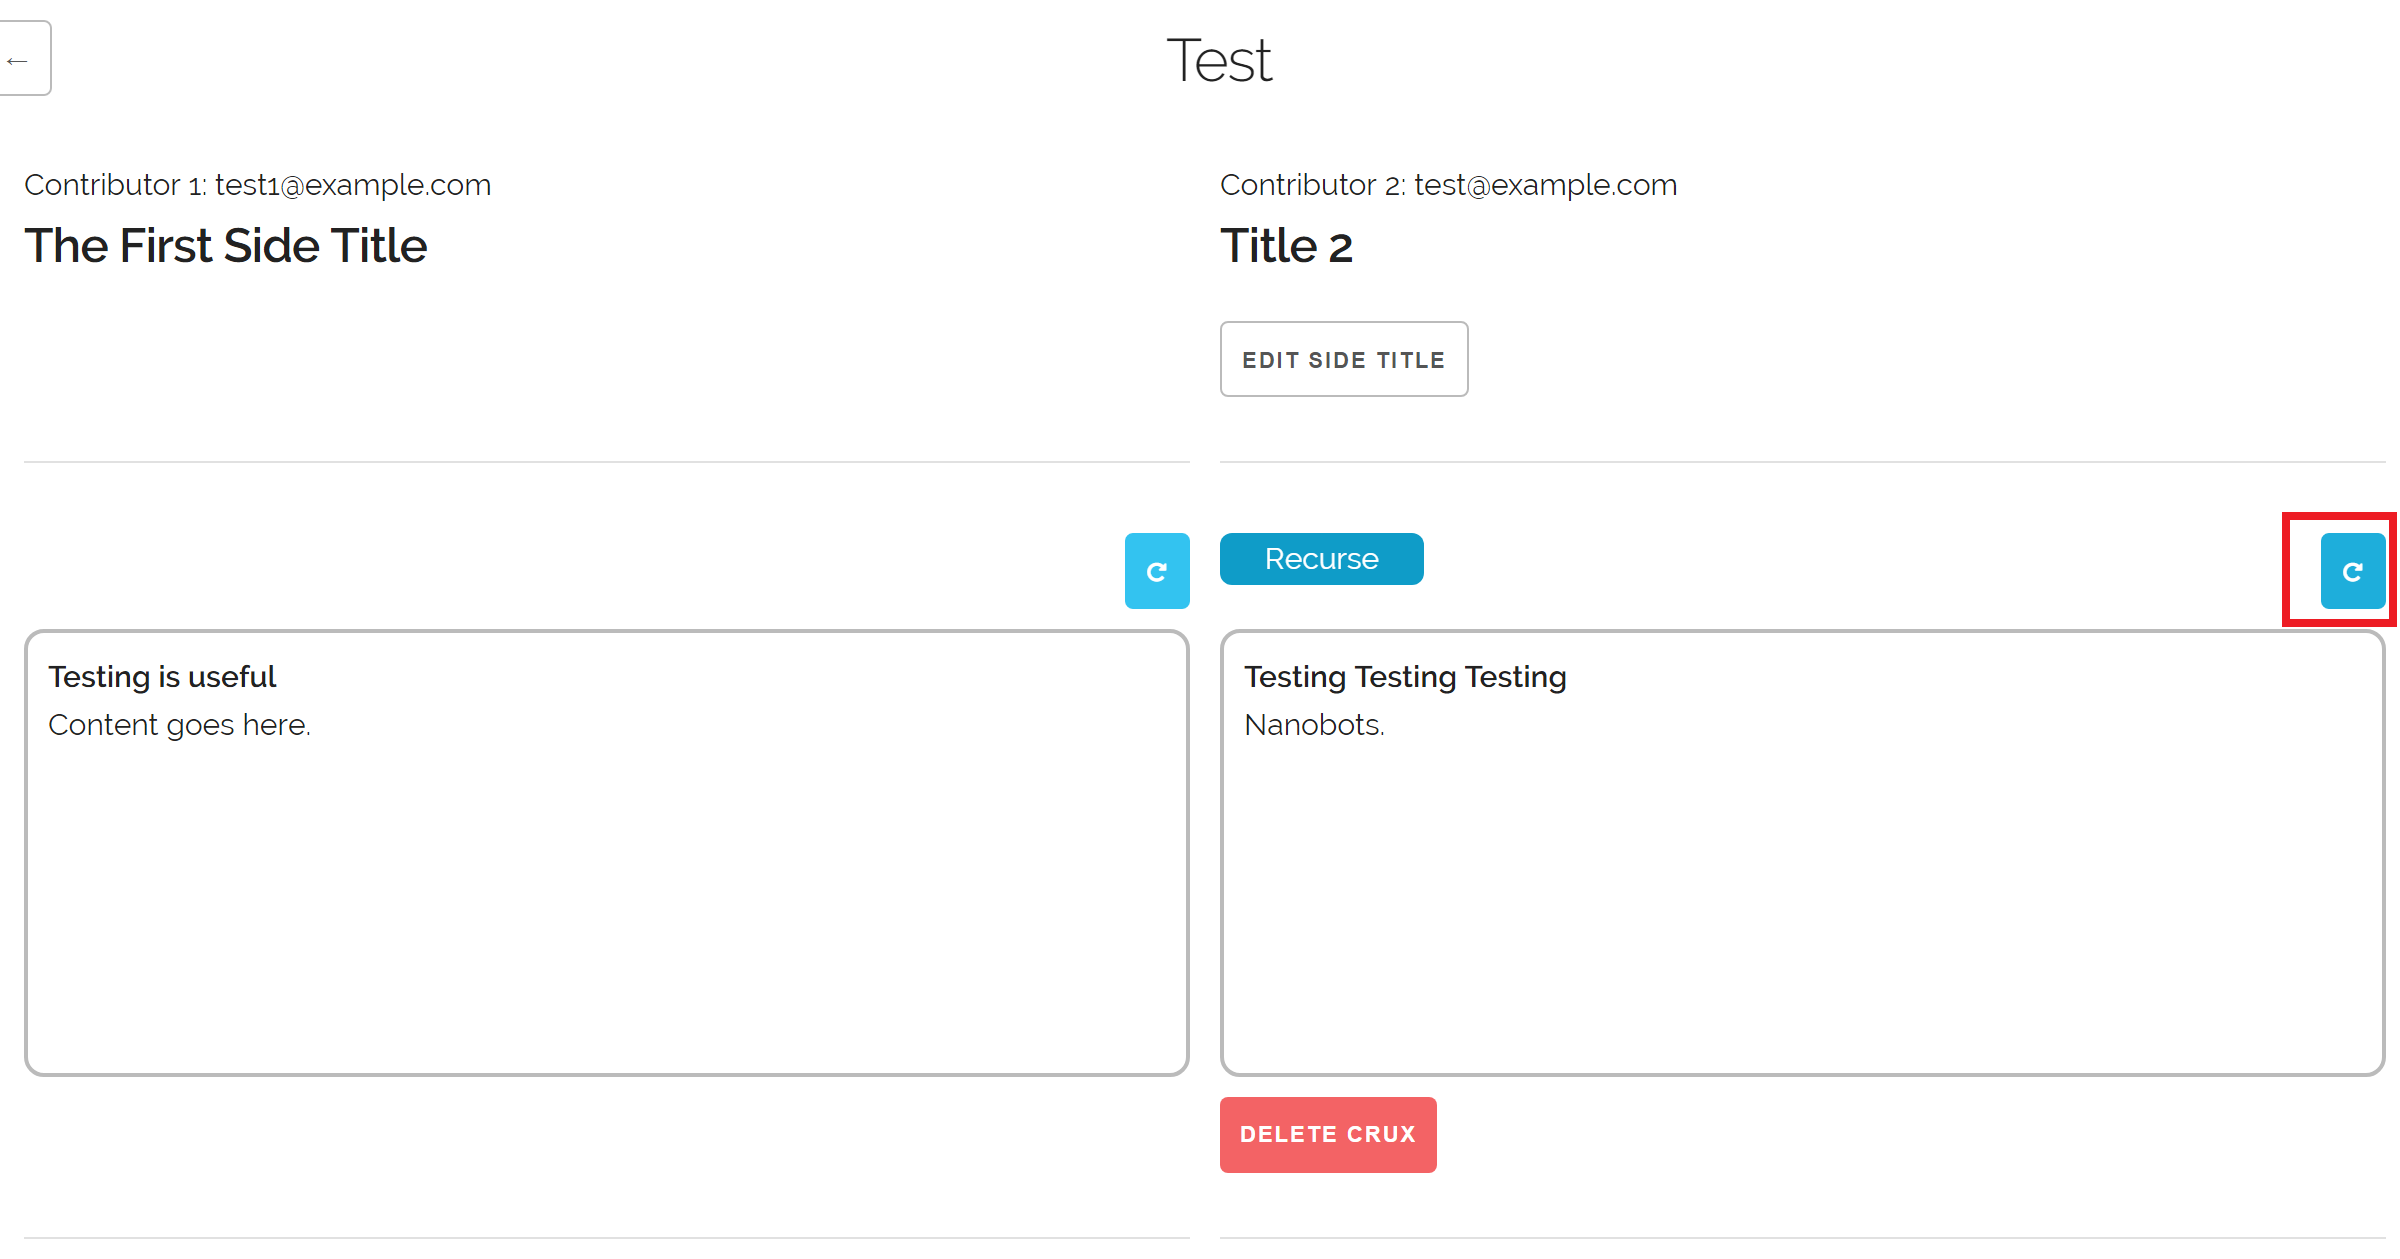 ←
Test
Contributor 1: test1@example.com
The First Side Title
Contributor 2: test@example.com
Title 2
EDIT SIDE TITLE
Recurse
Testing is useful
Content goes here.
Testing Testing Testing
Nanobots.
DELETE CRUX